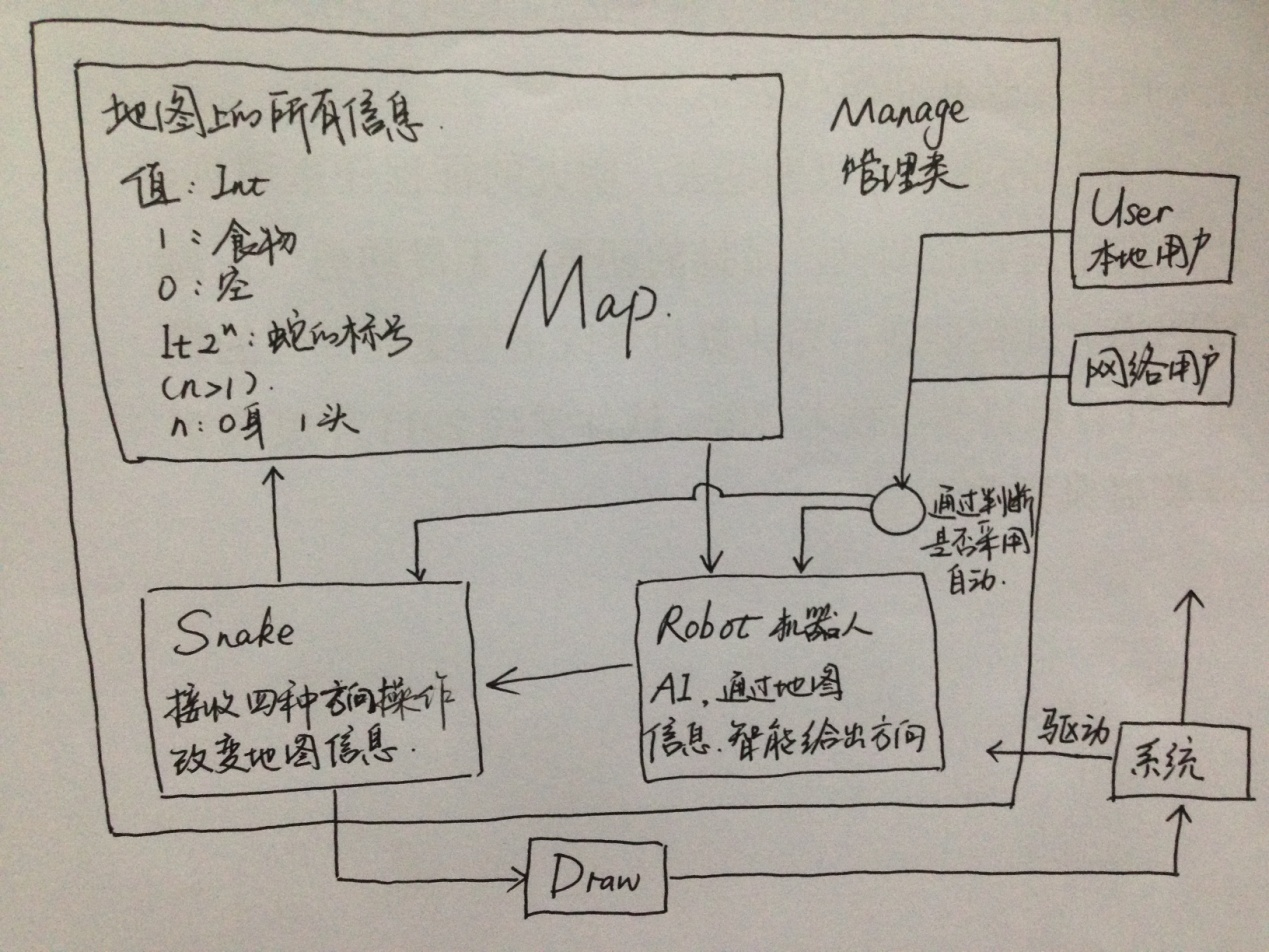 地图上的所有信息.
值: Int
1: 食物
0: 空
1+2ⁿ: 蛇的标号
(n>1).
n: 0身 1头
Map.
Manage
管理类
User
本地用户
网络用户
通过判断
是否采用
自动.
Snake
接收四种方向操作
改变地图信息.
Robot 机器人
AI, 通过地图
信息.智能给出方向
驱动
系统
Draw